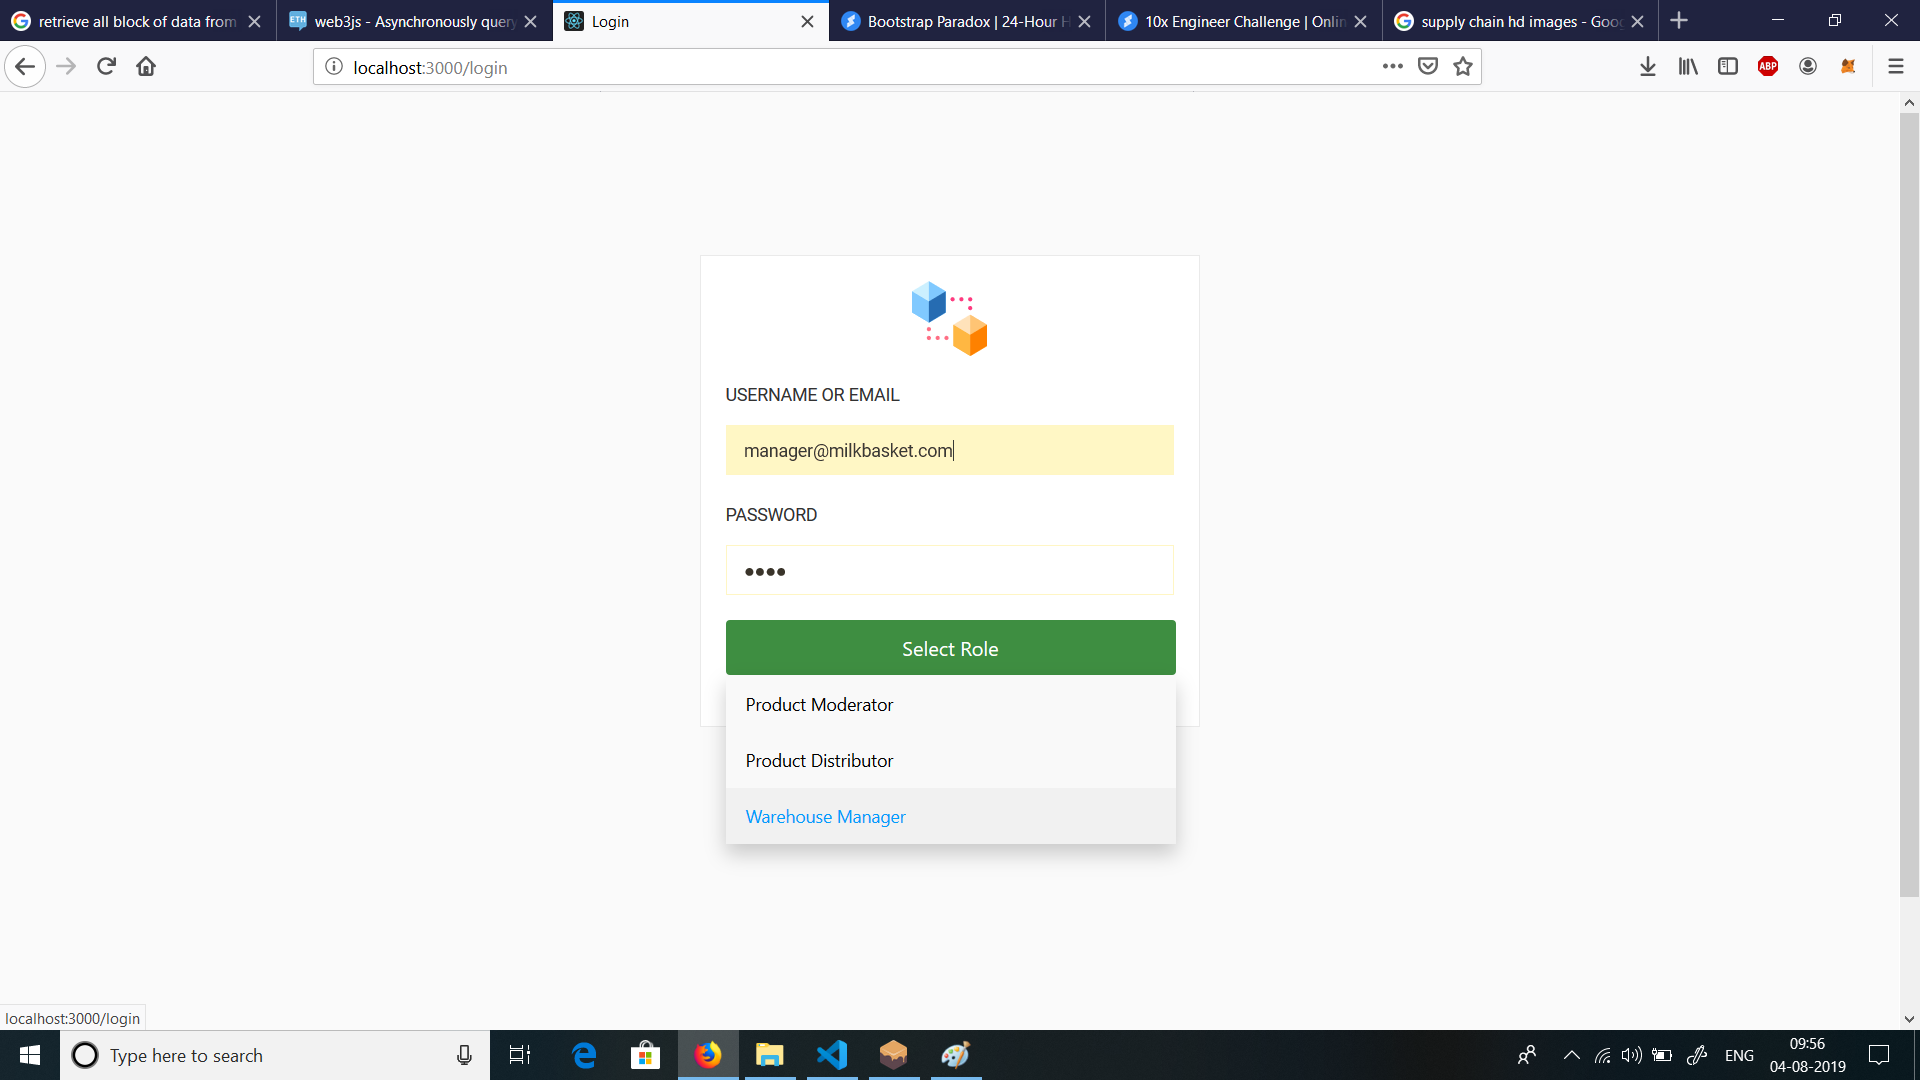 retrieve all block of data from
web3js - Asynchronously query
Login
Bootstrap Paradox | 24-Hour H
10x Engineer Challenge | Onlin
supply chain hd images - Goo
localhost:3000/login
ABP
USERNAME OR EMAIL
manager@milkbasket.com
PASSWORD
Select Role
Product Moderator
Product Distributor
Warehouse Manager
localhost:3000/login
Type here to search
ENG
09:56
04-08-2019